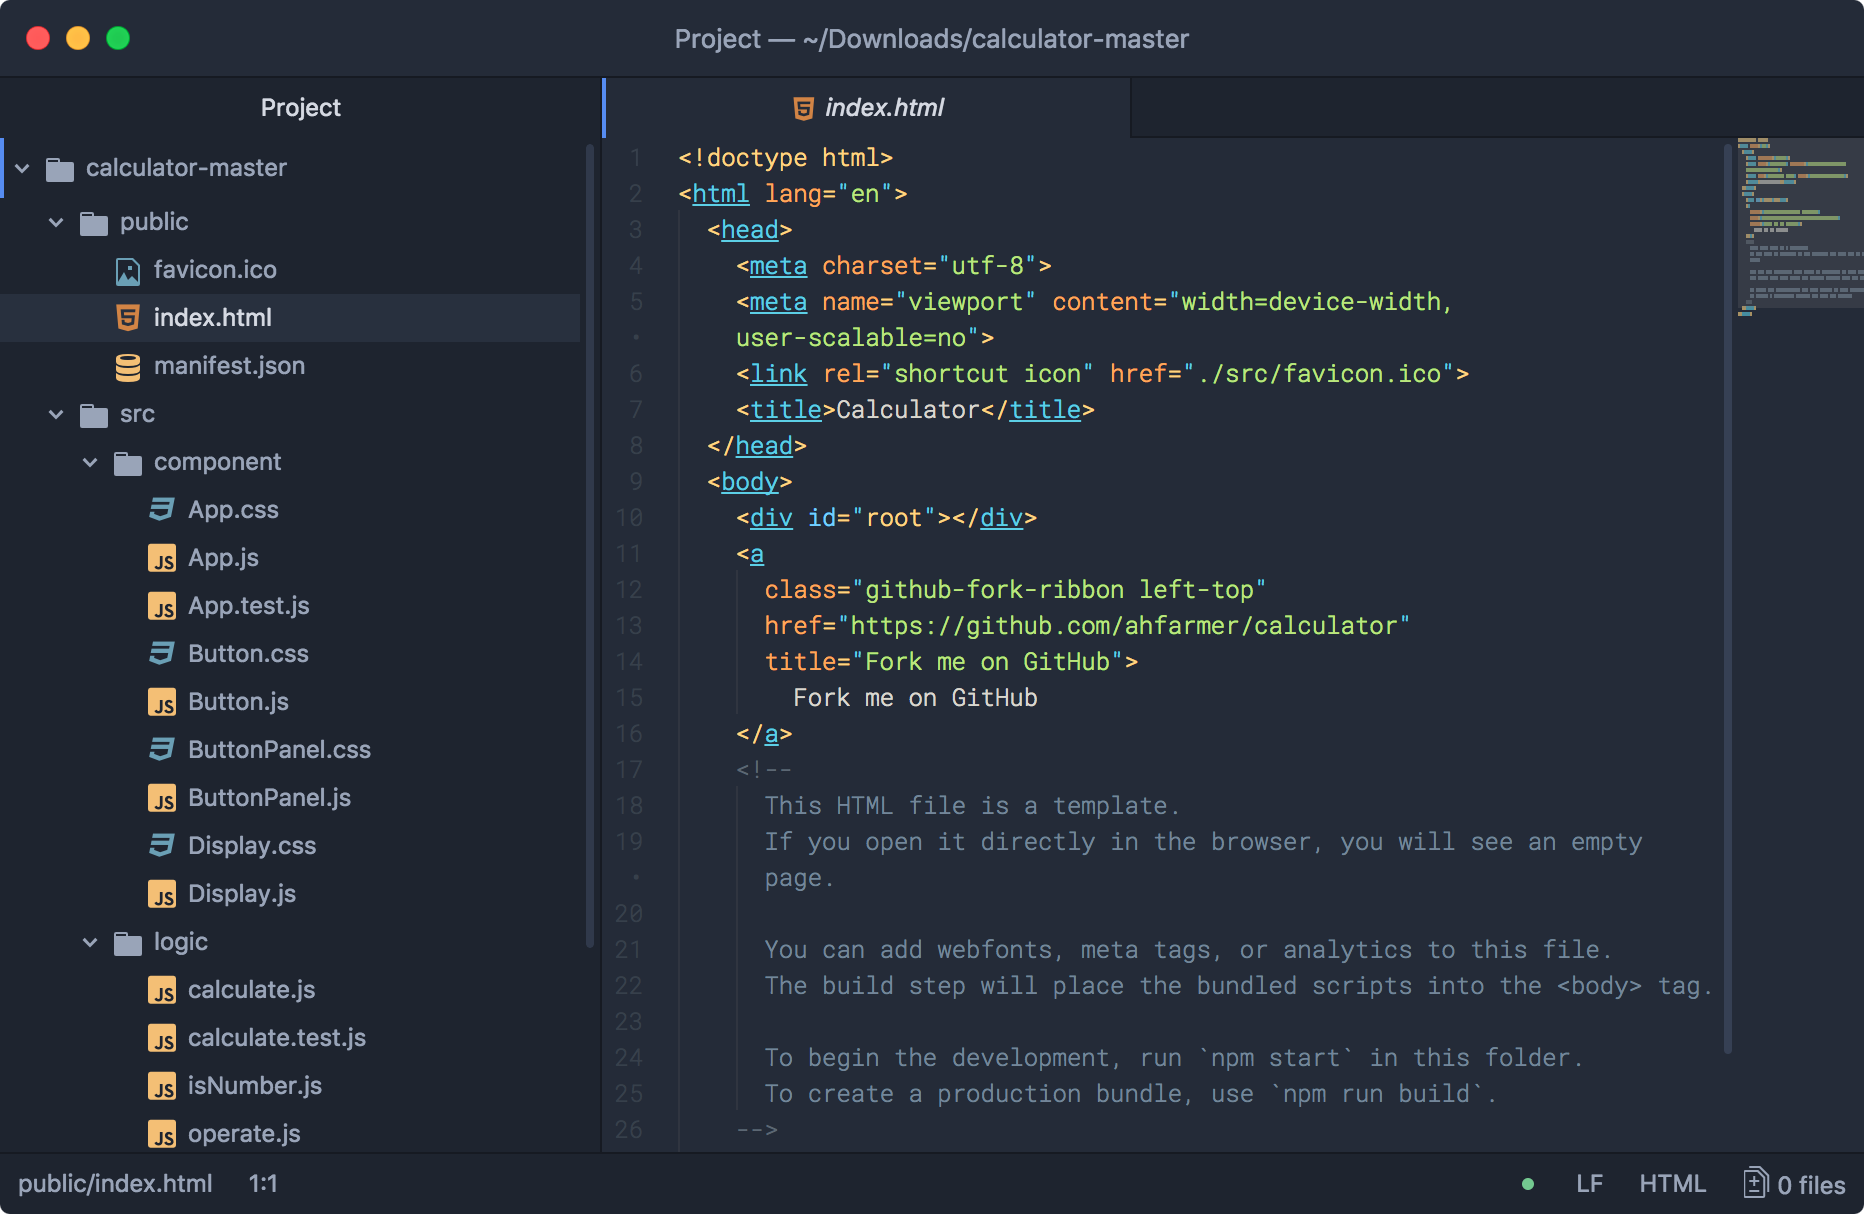 Project — ~/Downloads/calculator-master
Project
calculator-master
public
favicon.ico
index.html
manifest.json
src
component
App.css
JS App.js
JS App.test.js
Button.css
JS Button.js
ButtonPanel.css
JS ButtonPanel.js
Display.css
JS Display.js
logic
JS calculate.js
JS calculate.test.js
JS isNumber.js
JS operate.js
index.html
1 <!doctype html>
2 <html lang="en">
3 <head>
4 <meta charset="utf-8">
5 <meta name="viewport" content="width=device-width,
• user-scalable=no">
6 <link rel="shortcut icon" href="./src/favicon.ico">
7 <title>Calculator</title>
8 </head>
9 <body>
10 <div id="root"></div>
11 <a
12 class="github-fork-ribbon left-top"
13 href="https://github.com/ahfarmer/calculator"
14 title="Fork me on GitHub">
15 Fork me on GitHub
16 </a>
17 <!--
18 This HTML file is a template.
19 If you open it directly in the browser, you will see an empty
• page.
20
21 You can add webfonts, meta tags, or analytics to this file.
22 The build step will place the bundled scripts into the <body> tag.
23
24 To begin the development, run `npm start` in this folder.
25 To create a production bundle, use `npm run build`.
26 -->
public/index.html 1:1
LF HTML 0 files